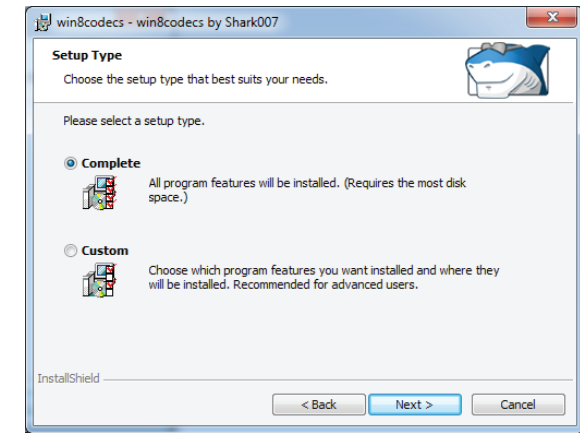 win8codecs - win8codecs by Shark007
Setup Type
Choose the setup type that best suits your needs.
Please select a setup type.
Complete
All program features will be installed. (Requires the most disk
space.)
Custom
Choose which program features you want installed and where they
will be installed. Recommended for advanced users.
InstallShield
< Back
Next >
Cancel